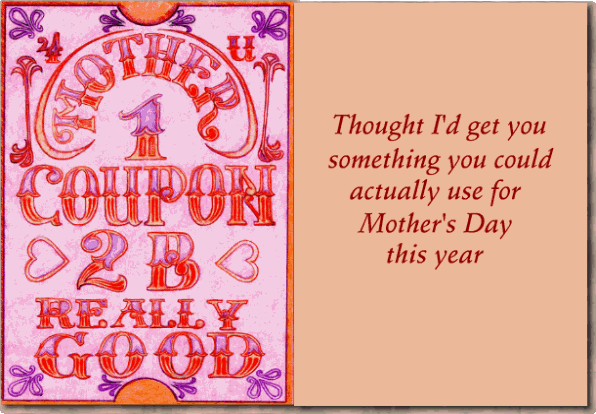 4 U
MOTHER
1
COUPON
2 B
REALLY
GOOD
Thought I'd get you
something you could
actually use for
Mother's Day
this year